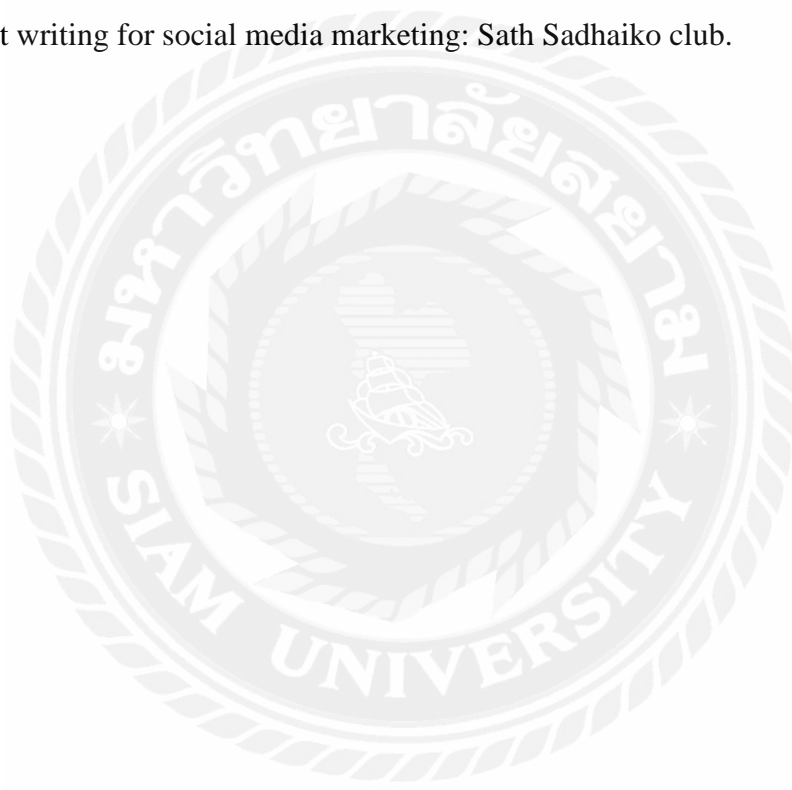 t writing for social media marketing: Sath Sadhaiko club.
มหาวิทยาลัยสยาม
SIAM UNIVERSITY